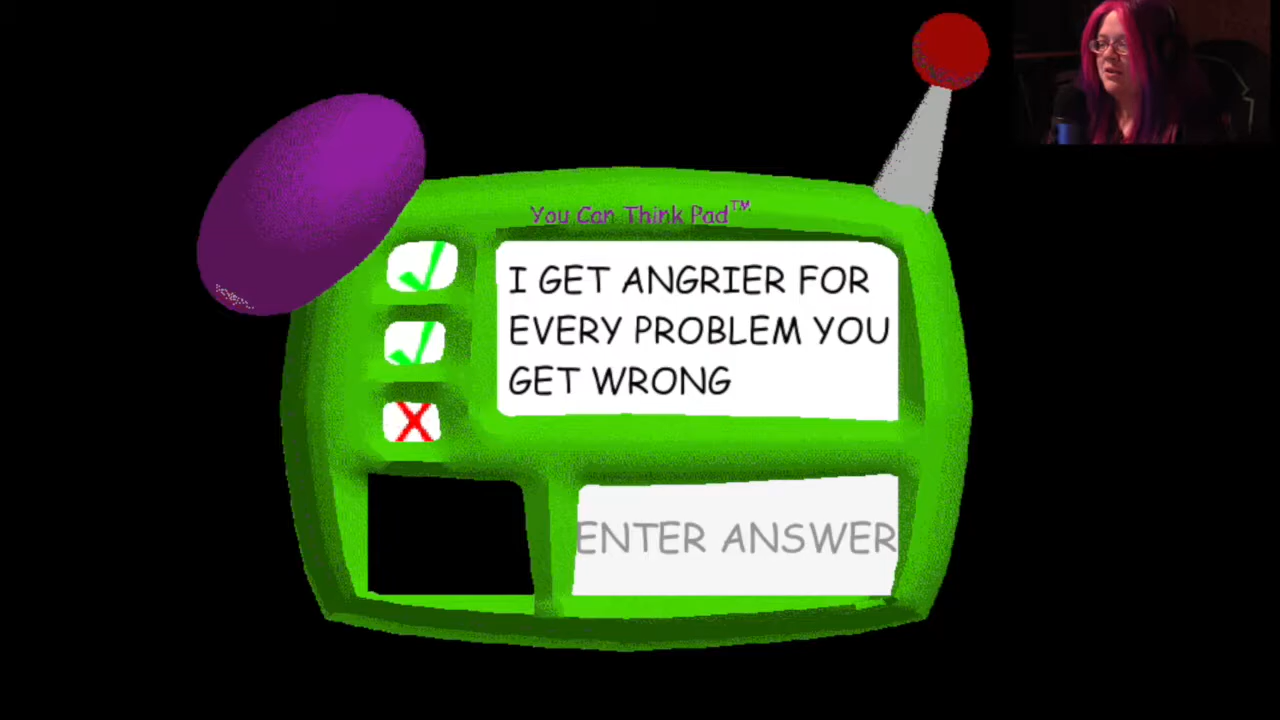 You Can Think Pad™
I GET ANGRIER FOR
EVERY PROBLEM YOU
GET WRONG
ENTER ANSWER